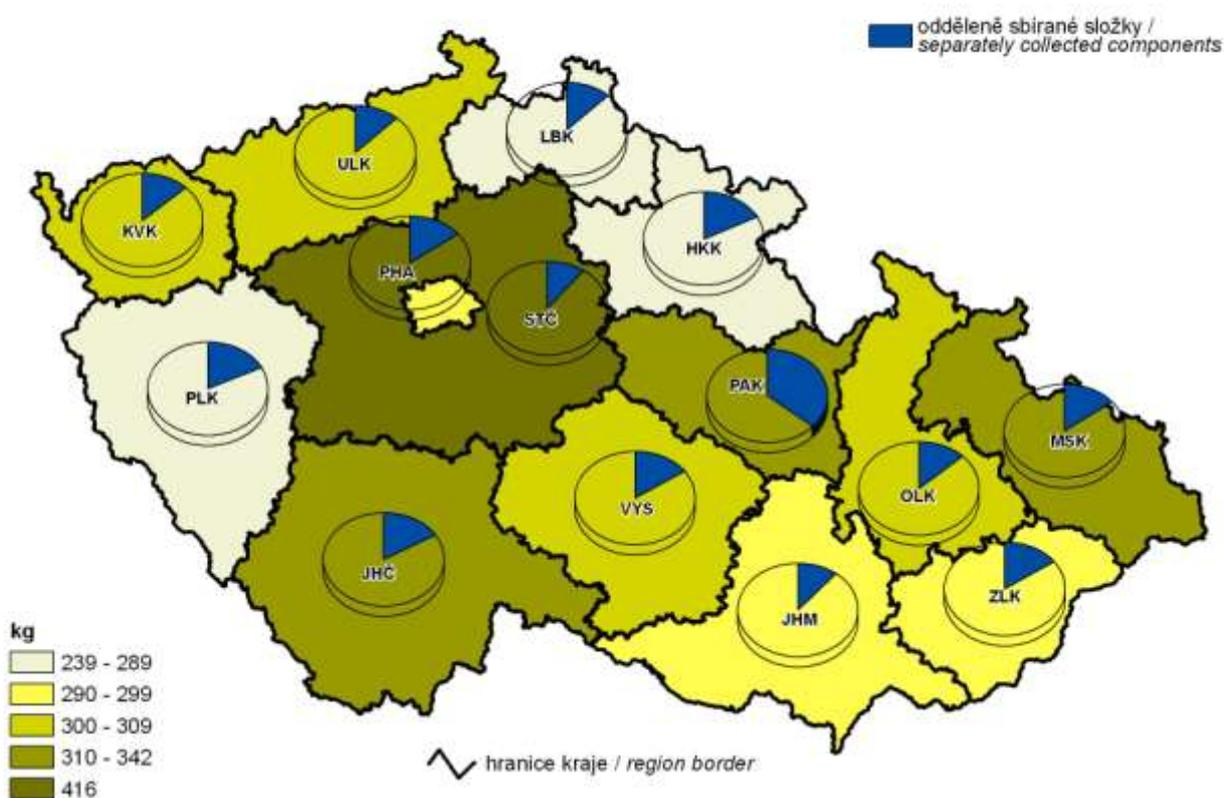 odděleně sbírané složky /
separately collected components
LBK
ULK
KVK
HKK
PHA
STČ
PLK
PAK
MSK
OLK
VYS
JHČ
ZLK
JHM
kg
239 - 289
290 - 299
300 - 309
310 - 342
416
hranice kraje / region border